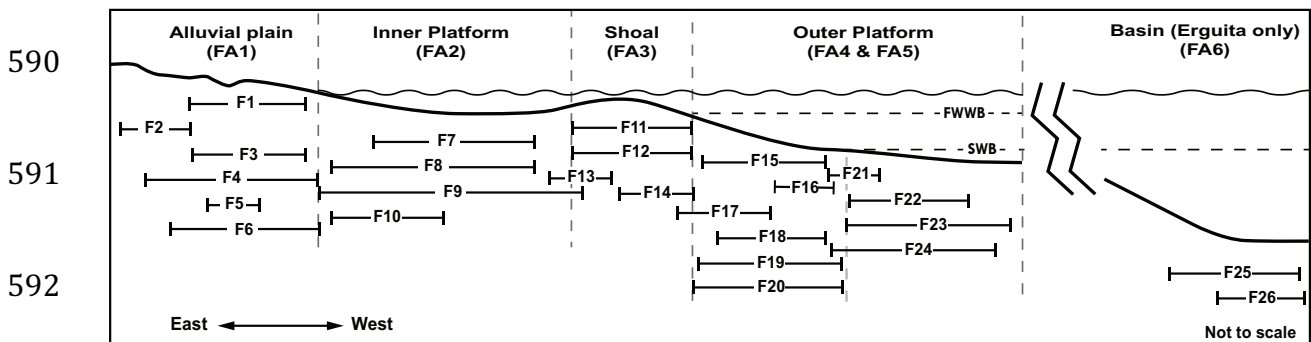 590
591
592
Alluvial plain
(FA1)
Inner Platform
(FA2)
Shoal
(FA3)
Outer Platform
(FA4 & FA5)
Basin (Erguita only)
(FA6)
FWWB
SWB
F1
F2
F3
F4
F5
F6
F7
F8
F9
F10
F11
F12
F13
F14
F15
F16
F17
F18
F19
F20
F21
F22
F23
F24
F25
F26
East West
Not to scale